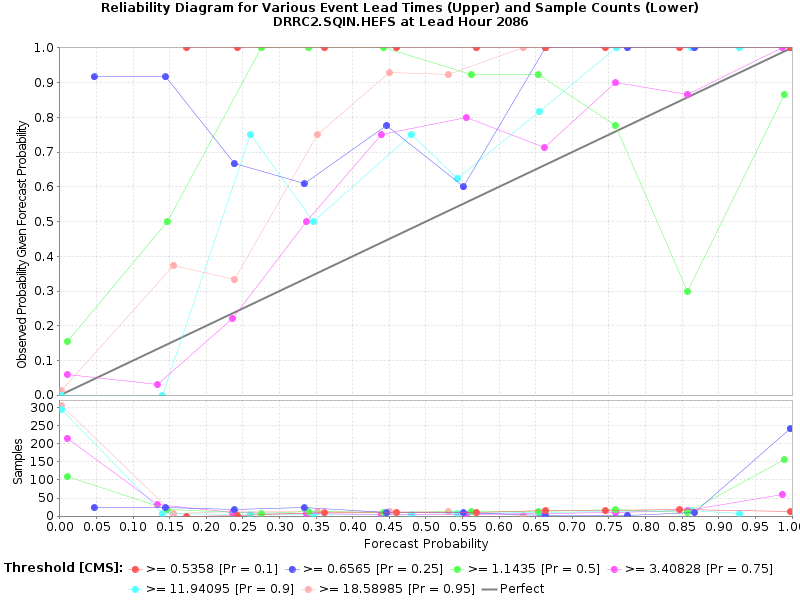 Reliability Diagram for Various Event Lead Times (Upper) and Sample Counts (Lower)
DRRC2.SQIN.HEFS at Lead Hour 2086
Observed Probability Given Forecast Probability
1.0
0.9
0.8
0.7
0.6
0.5
0.4
0.3
0.2
0.1
0.0
Samples
300
250
200
150
100
50
0
0.00 0.05 0.10 0.15 0.20 0.25 0.30 0.35 0.40 0.45 0.50 0.55 0.60 0.65 0.70 0.75 0.80 0.85 0.90 0.95 1.0
Forecast Probability
Threshold [CMS]: >= 0.5358 [Pr = 0.1] >= 0.6565 [Pr = 0.25] >= 1.1435 [Pr = 0.5] >= 3.40828 [Pr = 0.75]
>= 11.94095 [Pr = 0.9] >= 18.58985 [Pr = 0.95] Perfect